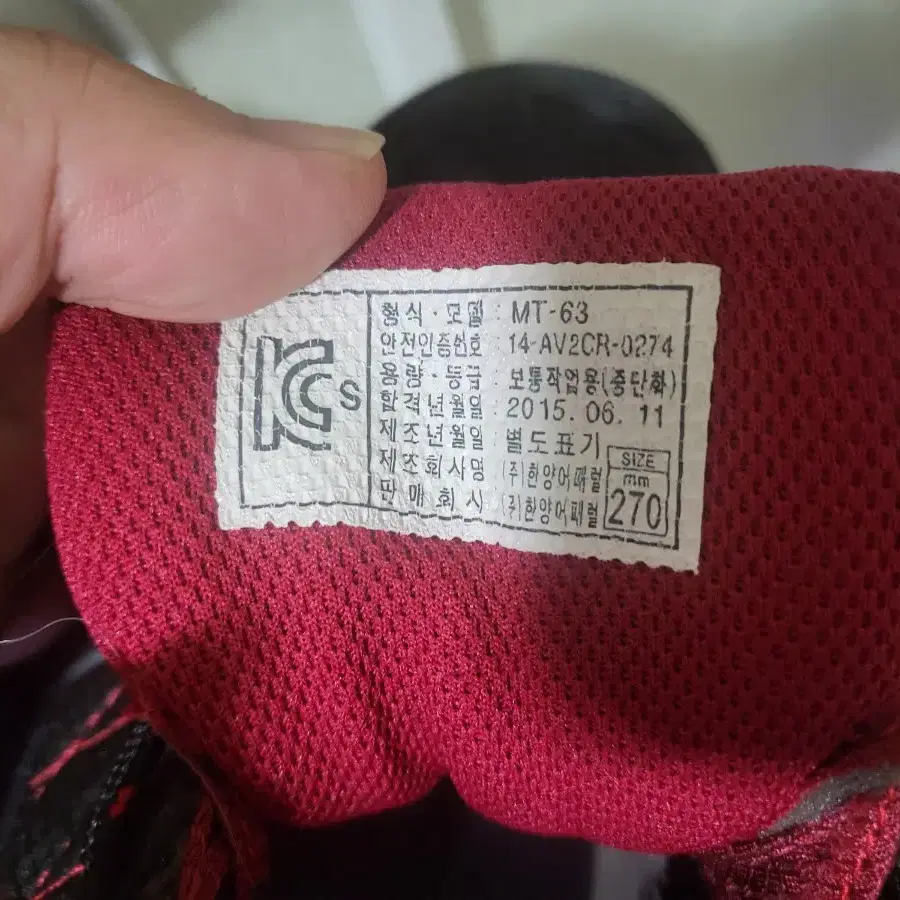 KCs
형식·모델 : MT-63
안전인증번호 : 14-AV2CR-0274
용량·등급 : 보통작업용(중단화)
합격년월일 : 2015. 06. 11
제조년월일 : 별도표기
제조회사명 : (주)한양어패럴
판매회사 : (주)한양어패럴
SIZE
mm
270